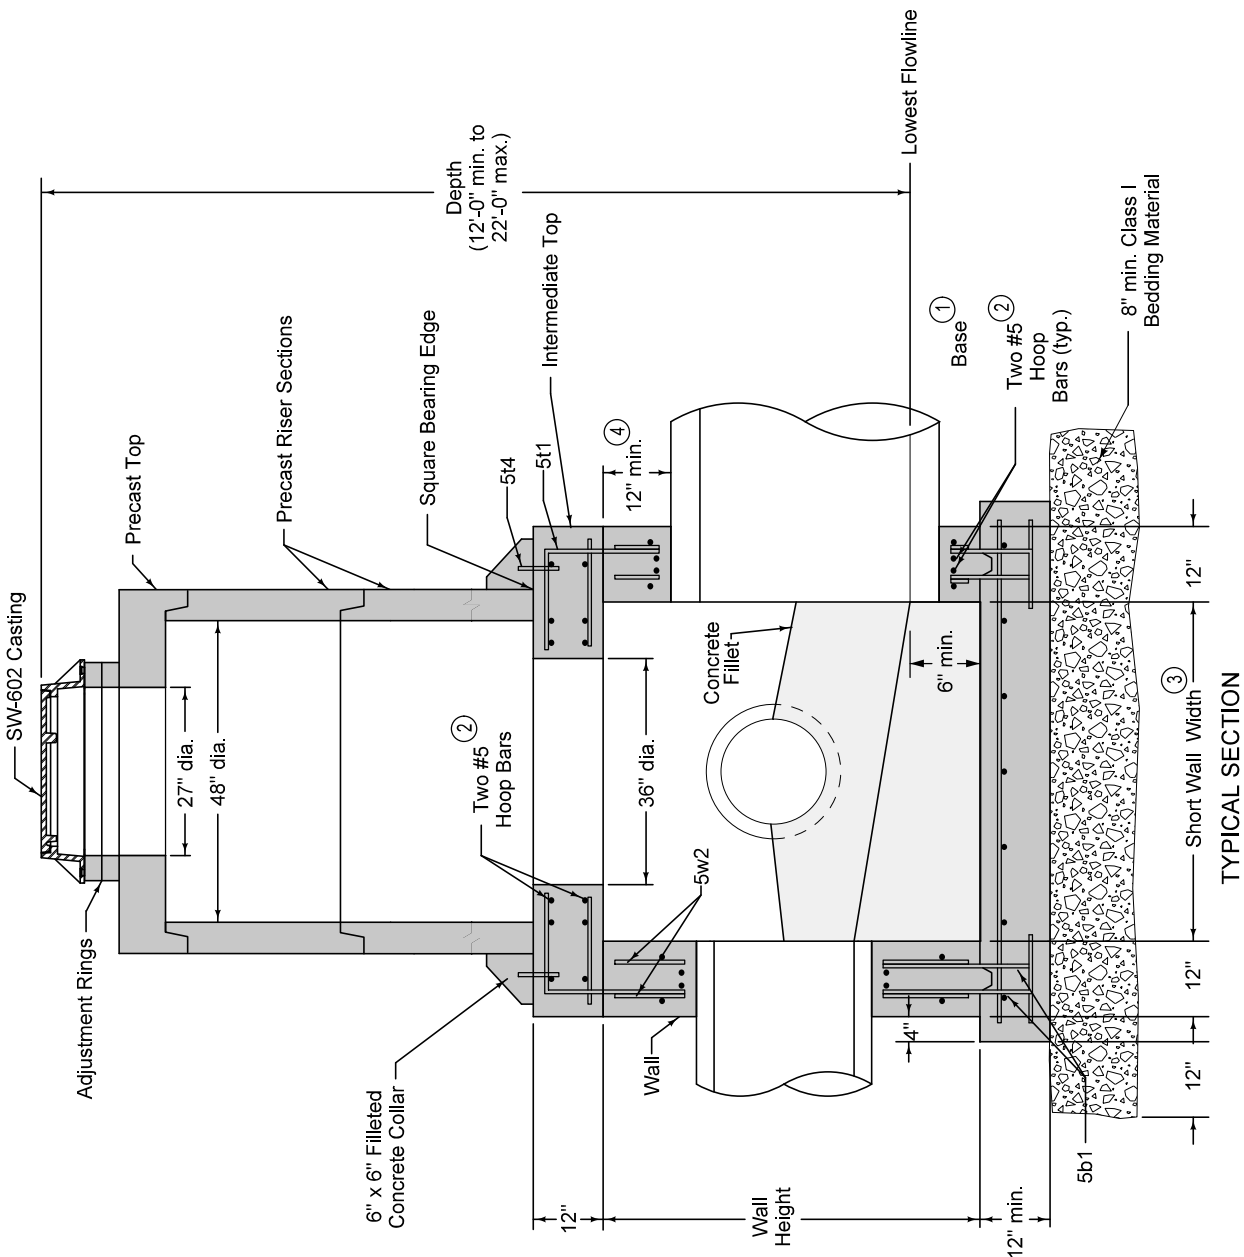 SW-602 Casting
Adjustment Rings
Precast Top
Precast Riser Sections
Square Bearing Edge
Intermediate Top
Depth
(12'-0" min. to
22'-0" max.)
Lowest Flowline
27" dia.
48" dia.
6" x 6" Filleted
Concrete Collar
2
Two #5
Hoop Bars
5t4
5t1
4
12" min.
36" dia.
5w2
Concrete
Fillet
Wall
12"
Wall
Height
12" min.
6" min.
4"
1
Base
2
Two #5
Hoop
Bars (typ.)
8" min. Class I
Bedding Material
5b1
12"
12"
Short Wall Width
3
12"
TYPICAL SECTION